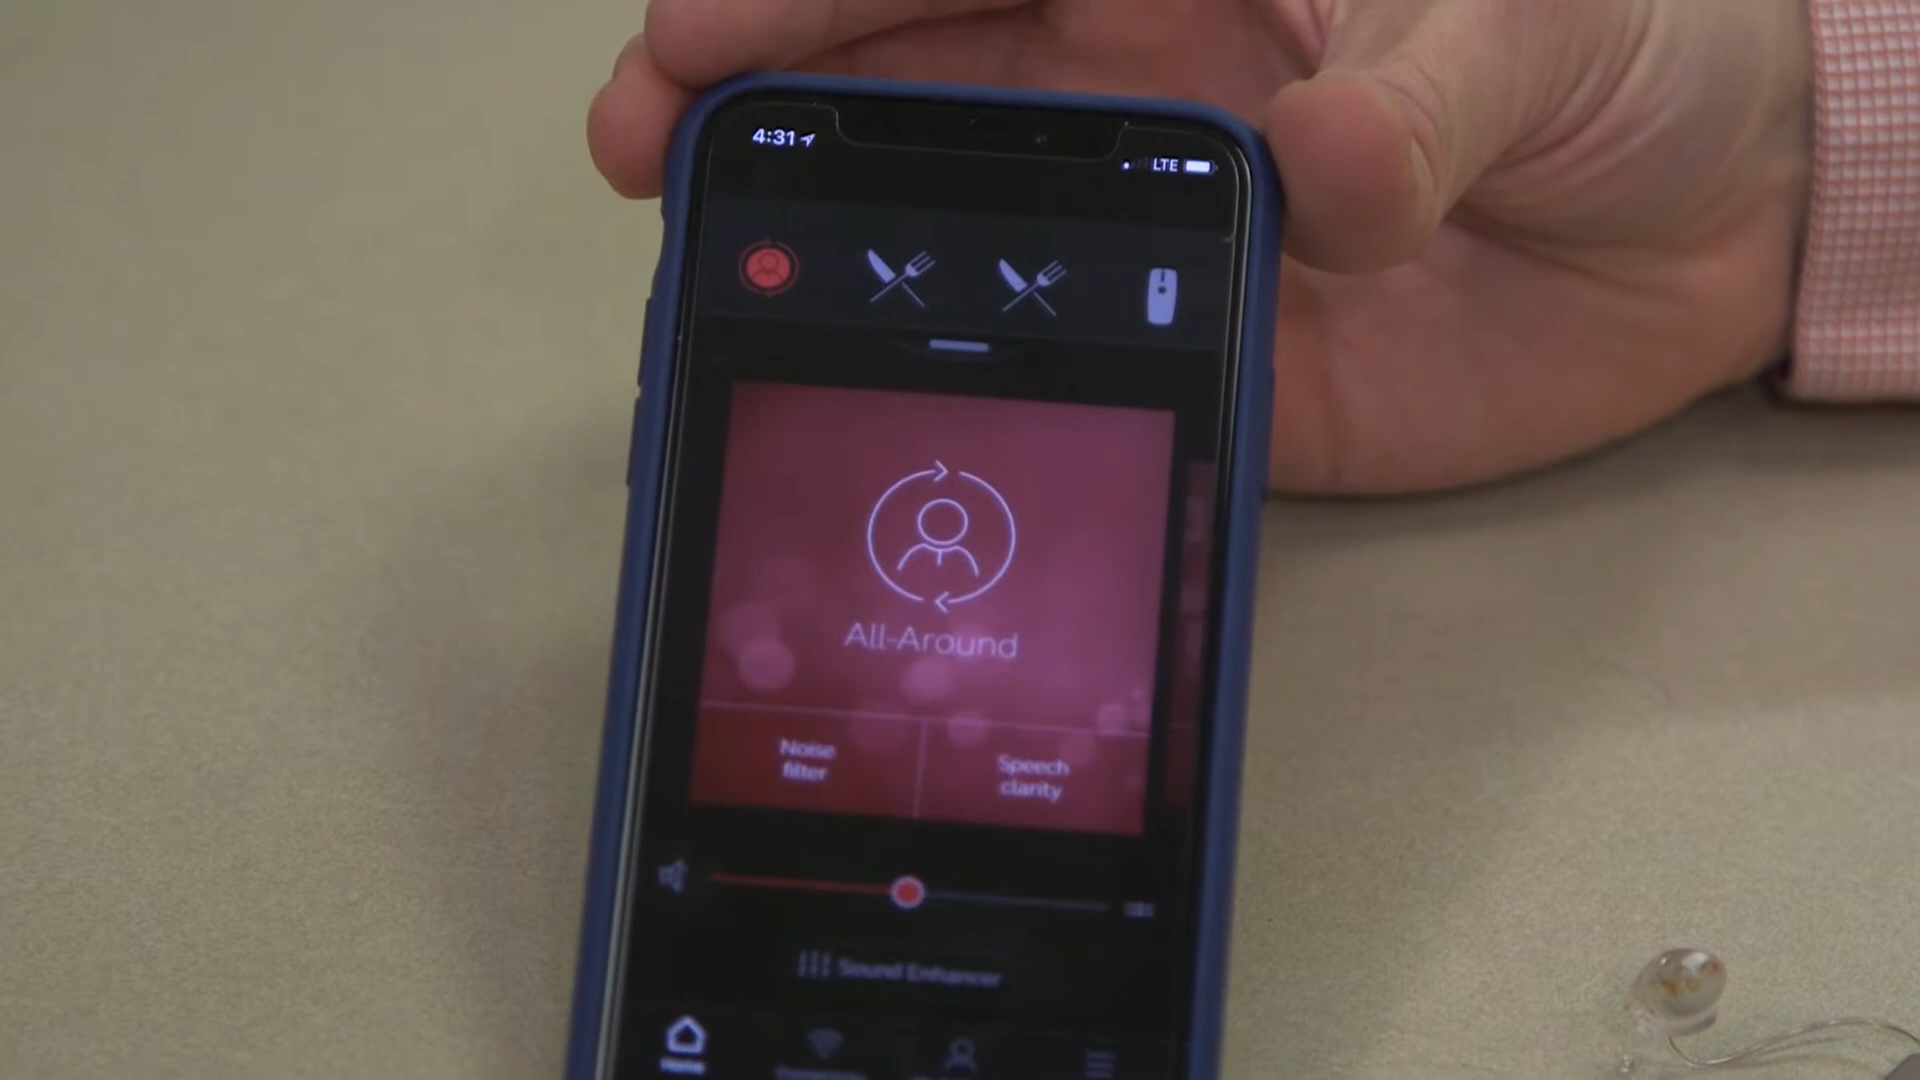 4:31
LTE
All-Around
Noise
filter
Speech
clarity
Sound Enhancer
Home